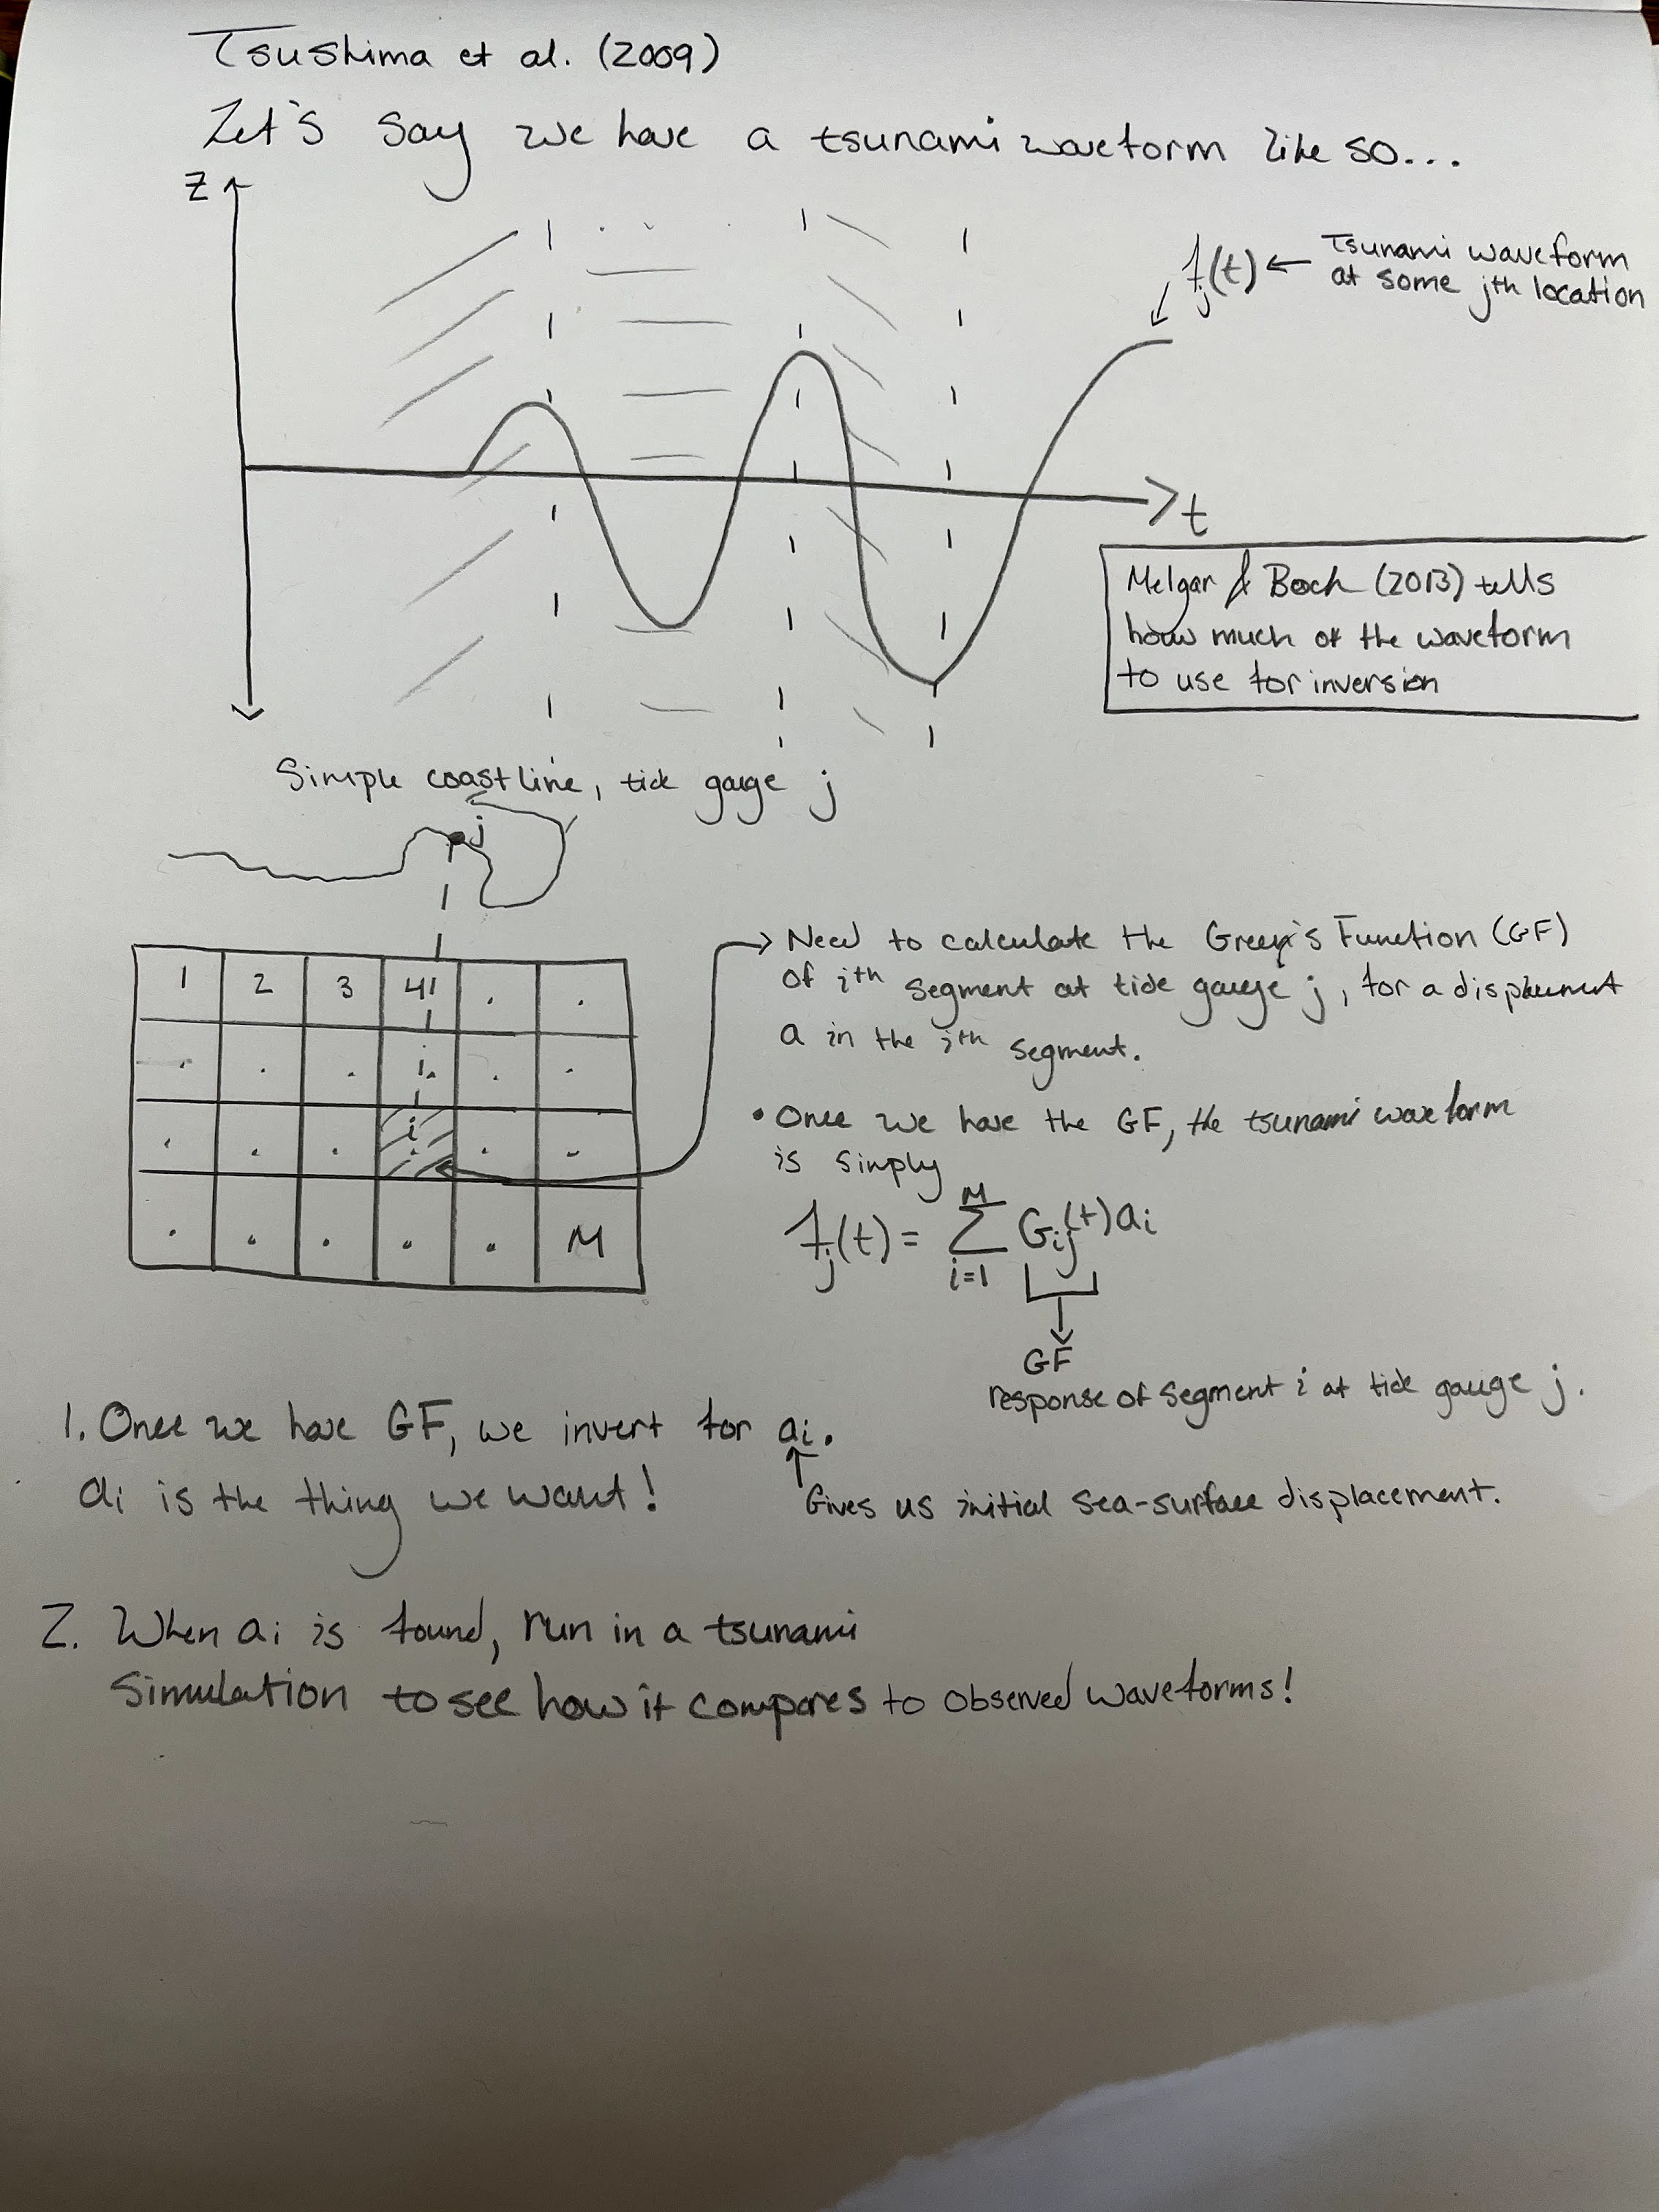 Tsushima et al. (2009)
Let's say we have a tsunami waveform like so...
z
fj(t) ← Tsunami waveform
at some jth location
t
Melgar & Bock (2013) tells
how much of the waveform
to use for inversion
Simple coastline, tide gauge j
j
1 2 3 4 . .
. . . . . .
. . . i . .
. . . . . M
→ Need to calculate the Green's Function (GF)
of ith segment at tide gauge j, for a displacement
a in the ith segment.
• Once we have the GF, the tsunami waveform
is simply
fj(t) = Σ_{i=1}^{M} Gij(t)ai
GF
response of segment i at tide gauge j.
1. Once we have GF, we invert for ai.
ai is the thing we want!
Gives us initial sea-surface displacement.
2. When ai is found, run in a tsunami
simulation to see how it compares to observed waveforms!